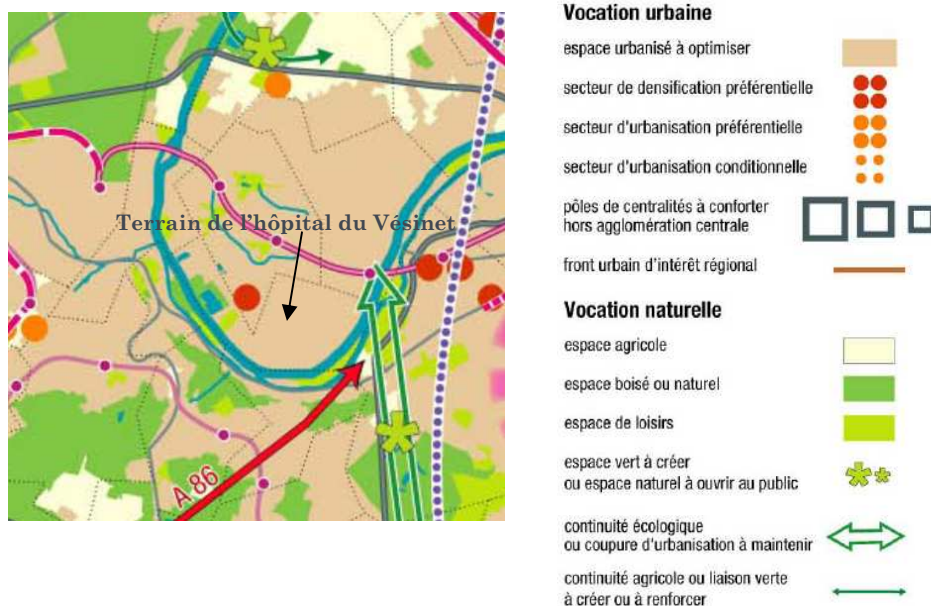 Terrain de l'hôpital du Vésinet
A 86
Vocation urbaine
espace urbanisé à optimiser
secteur de densification préférentielle
secteur d'urbanisation préférentielle
secteur d'urbanisation conditionnelle
pôles de centralités à conforter
hors agglomération centrale
front urbain d'intérêt régional
Vocation naturelle
espace agricole
espace boisé ou naturel
espace de loisirs
espace vert à créer
ou espace naturel à ouvrir au public
continuité écologique
ou coupure d'urbanisation à maintenir
continuité agricole ou liaison verte
à créer ou à renforcer